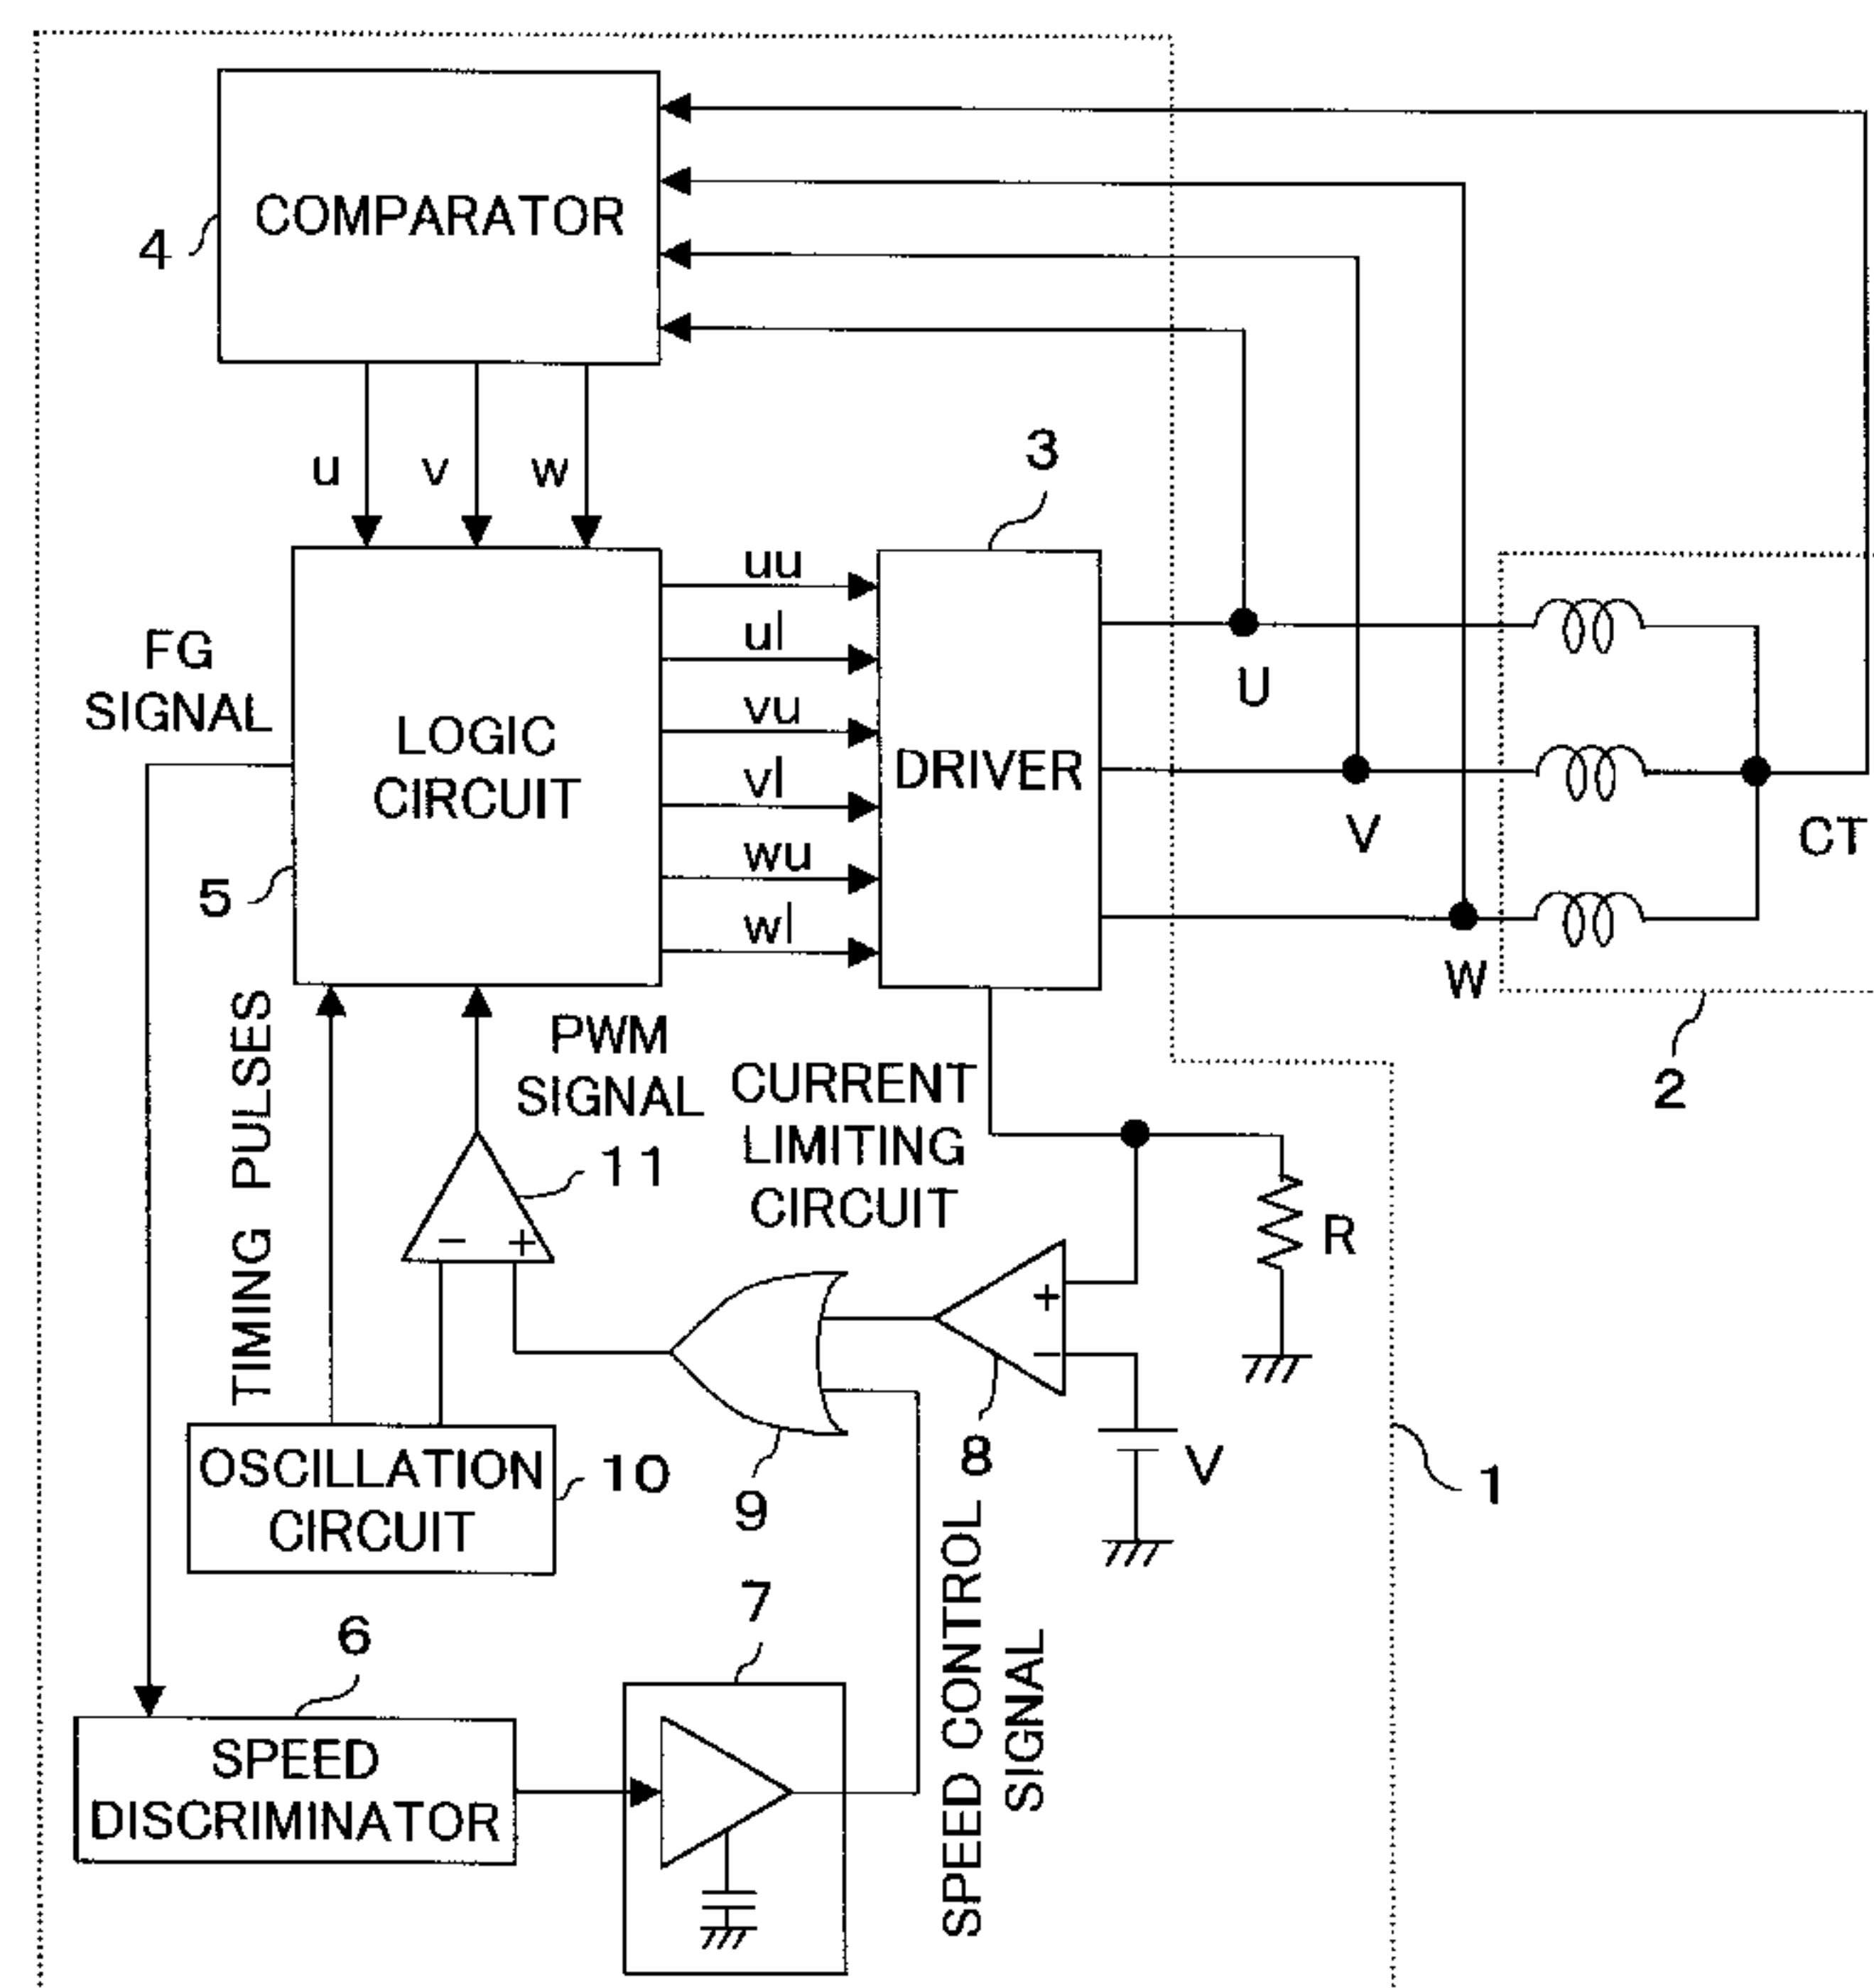 COMPARATOR
4
u
v
w
3
uu
ul
vu
vl
wu
wl
FG
SIGNAL
LOGIC
CIRCUIT
DRIVER
5
U
V
W
CT
2
TIMING PULSES
PWM
SIGNAL
CURRENT
LIMITING
CIRCUIT
11
−
+
R
+
−
8
V
9
1
OSCILLATION
CIRCUIT
10
SPEED CONTROL
SIGNAL
6
7
SPEED
DISCRIMINATOR